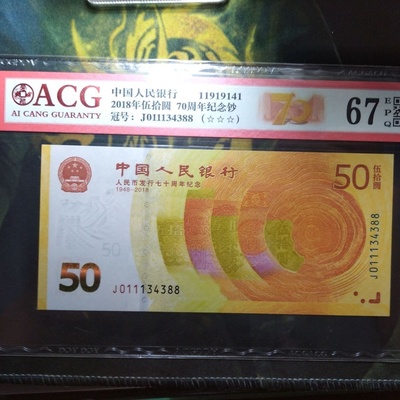 ACG
AI CANG GUARANTY
中国人民银行 11919141
2018年伍拾圆 70周年纪念钞
冠号: J011134388 (☆☆☆)
70
67 EPQ
中国人民银行
人民币发行七十周年纪念
1948-2018
50 伍拾圆
J011134388
50
50
J011134388